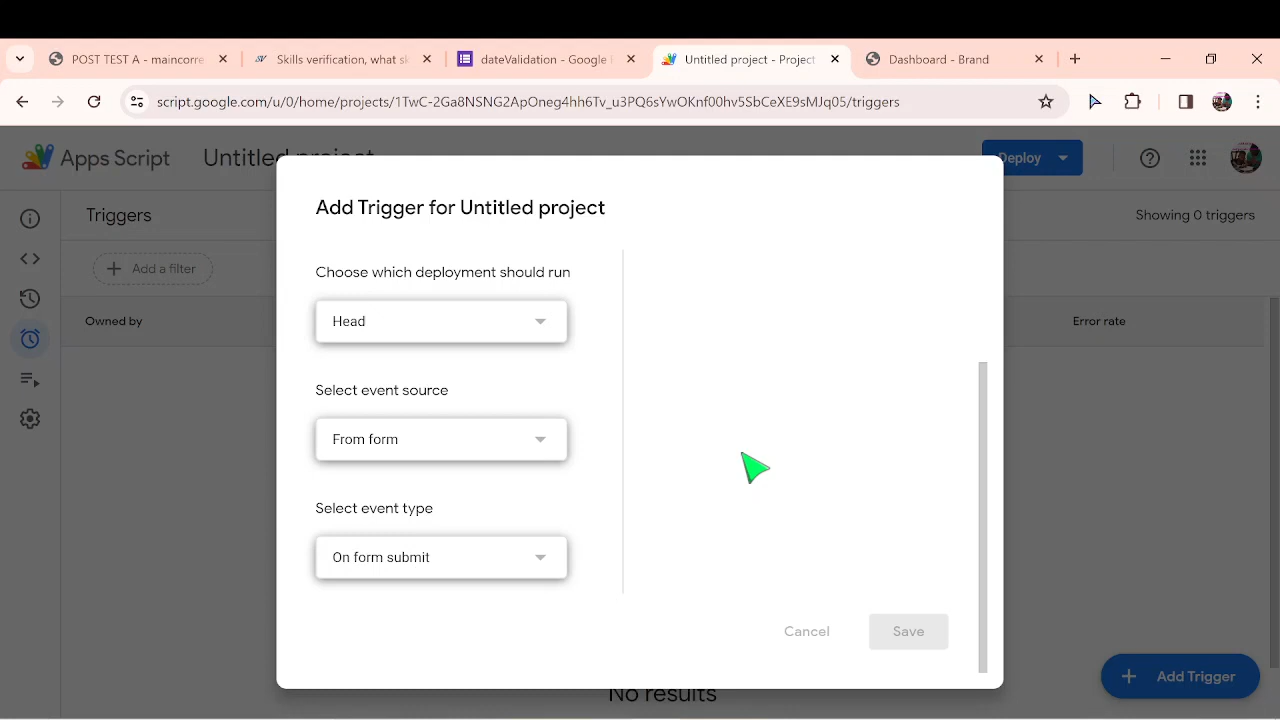 POST TEST A - maincorre
Skills verification, what sk
dateValidation - Google
Untitled project - Project
Dashboard - Brand
script.google.com/u/0/home/projects/1TwC-2Ga8NSNG2ApOneg4hh6Tv_u3PQ6sYwOKnf00hv5SbCeXE9sMJq05/triggers
Apps Script
Untitled project
Deploy
Triggers
Showing 0 triggers
Add a filter
Owned by
Error rate
Add Trigger for Untitled project
Choose which deployment should run
Head
Select event source
From form
Select event type
On form submit
Cancel
Save
Add Trigger
No results